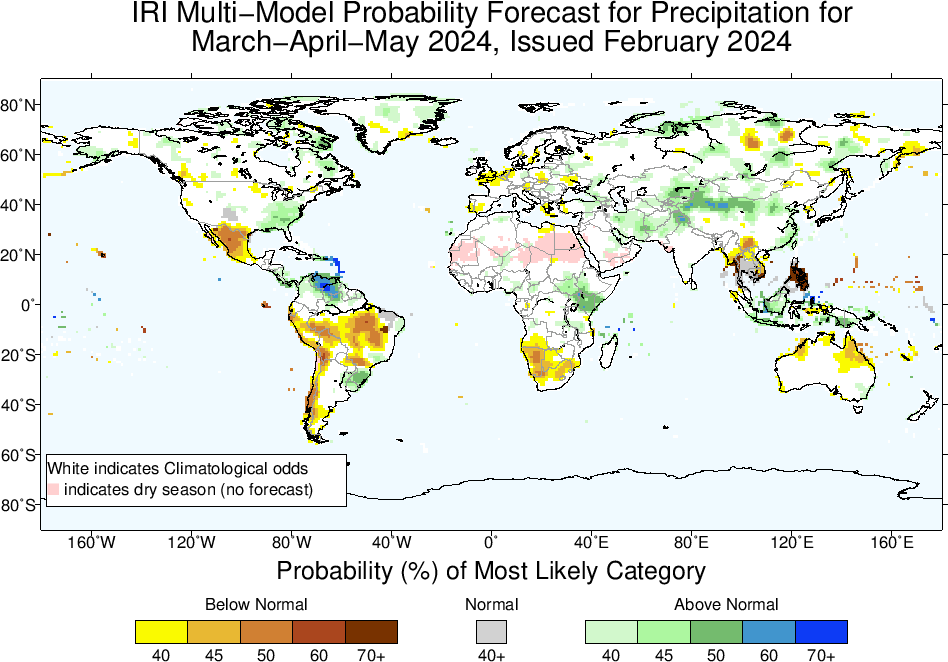 IRI Multi−Model Probability Forecast for Precipitation for
March−April−May 2024, Issued February 2024
80˚N
60˚N
40˚N
20˚N
0˚
20˚S
40˚S
60˚S
80˚S
White indicates Climatological odds
indicates dry season (no forecast)
160˚W 120˚W 80˚W 40˚W 0˚ 40˚E 80˚E 120˚E 160˚E
Probability (%) of Most Likely Category
Below Normal Normal Above Normal
40 45 50 60 70+ 40+ 40 45 50 60 70+